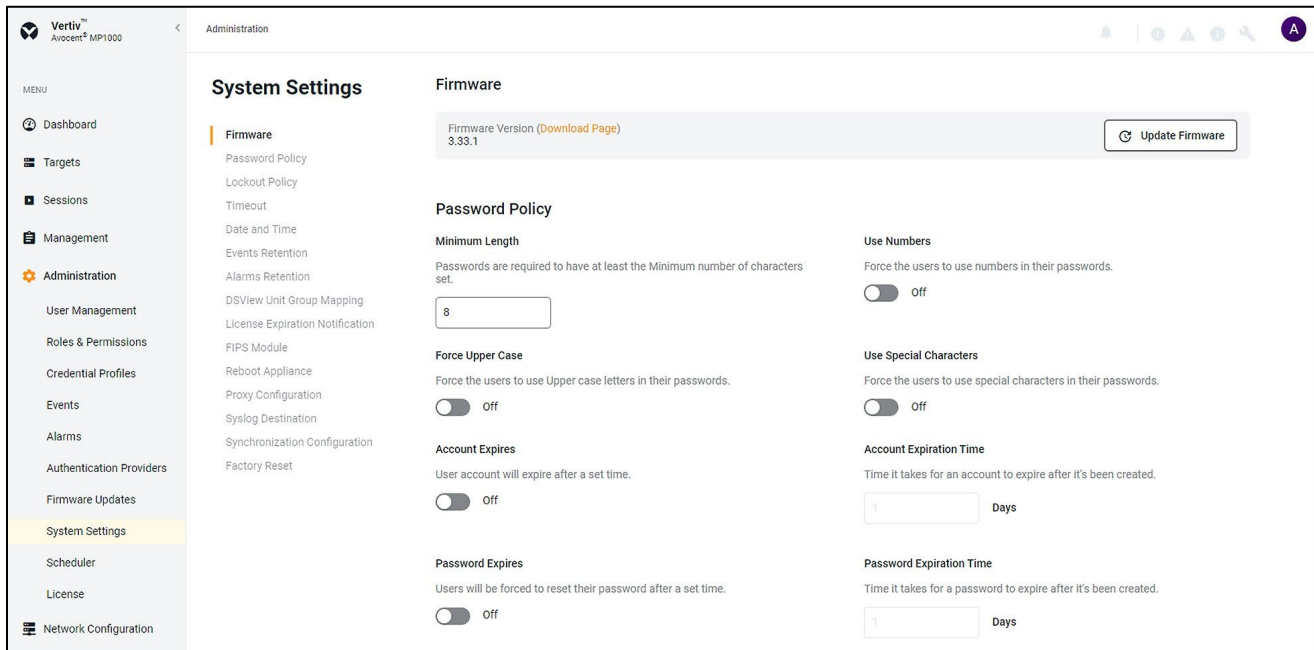 Vertiv™
Avocent® MP1000
MENU
Dashboard
Targets
Sessions
Management
Administration
User Management
Roles & Permissions
Credential Profiles
Events
Alarms
Authentication Providers
Firmware Updates
System Settings
Scheduler
License
Network Configuration
Administration
A
System Settings
Firmware
Password Policy
Lockout Policy
Timeout
Date and Time
Events Retention
Alarms Retention
DSView Unit Group Mapping
License Expiration Notification
FIPS Module
Reboot Appliance
Proxy Configuration
Syslog Destination
Synchronization Configuration
Factory Reset
Firmware
Firmware Version (Download Page)
3.33.1
Update Firmware
Password Policy
Minimum Length
Passwords are required to have at least the Minimum number of characters
set.
8
Use Numbers
Force the users to use numbers in their passwords.
Off
Force Upper Case
Force the users to use Upper case letters in their passwords.
Off
Use Special Characters
Force the users to use special characters in their passwords.
Off
Account Expires
User account will expire after a set time.
Off
Account Expiration Time
Time it takes for an account to expire after it's been created.
1 Days
Password Expires
Users will be forced to reset their password after a set time.
Off
Password Expiration Time
Time it takes for a password to expire after it's been created.
1 Days